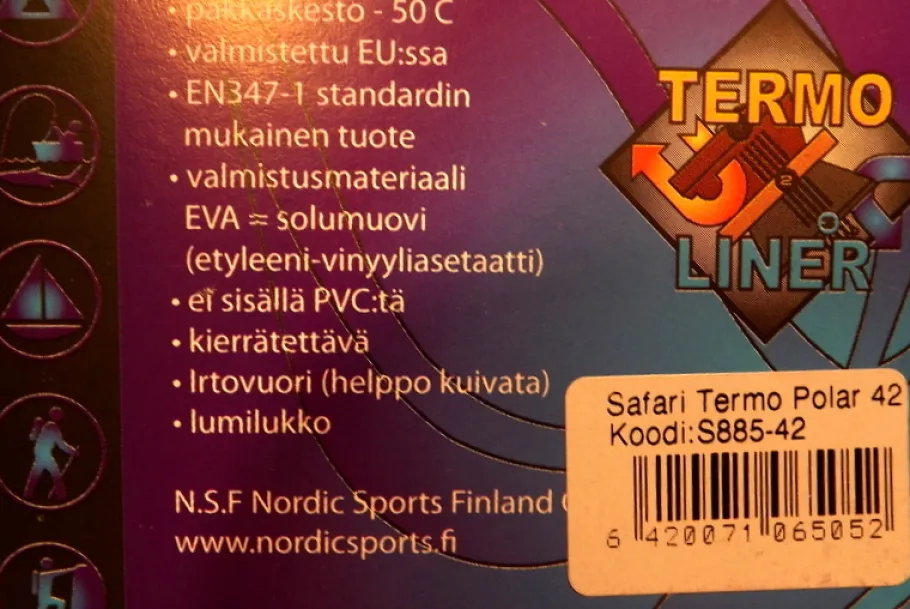 • pakkaskesto - 50 C
• valmistettu EU:ssa
• EN347-1 standardin
mukainen tuote
• valmistusmateriaali
EVA = solumuovi
(etyleeni-vinyyliasetaatti)
• ei sisällä PVC:tä
• kierrätettävä
• Irtovuori (helppo kuivata)
• lumilukko
N.S.F Nordic Sports Finland
www.nordicsports.fi
TERMO
LINER
Safari Termo Polar 42
Koodi:S885-42
6 420071 065052